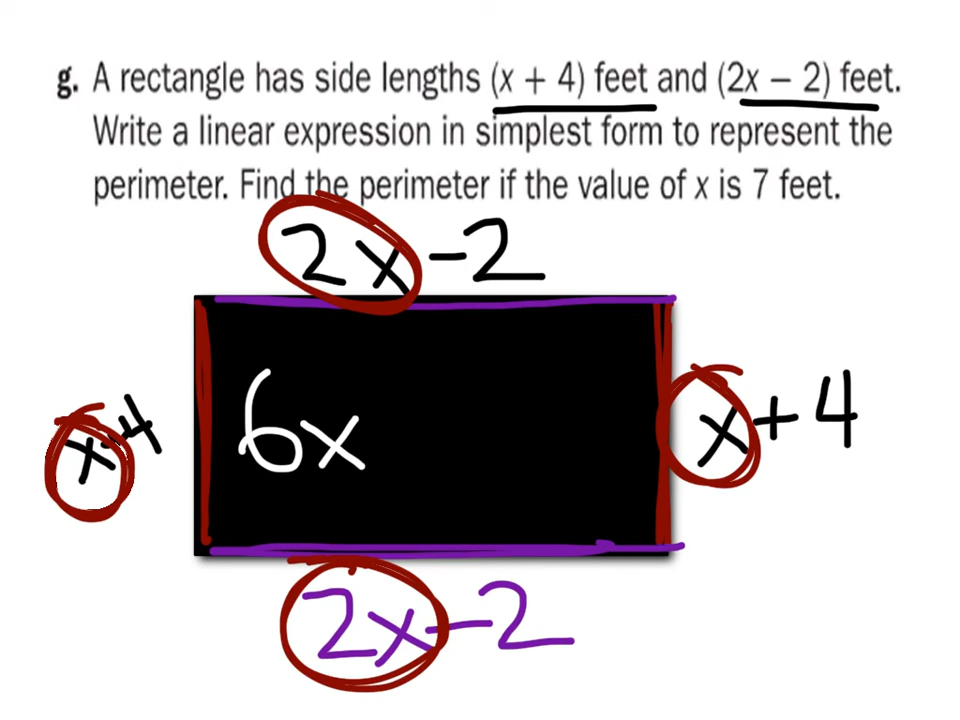 g. A rectangle has side lengths (x + 4) feet and (2x − 2) feet.
Write a linear expression in simplest form to represent the
perimeter. Find the perimeter if the value of x is 7 feet.
2x-2
x+4
6x
x+4
2x-2